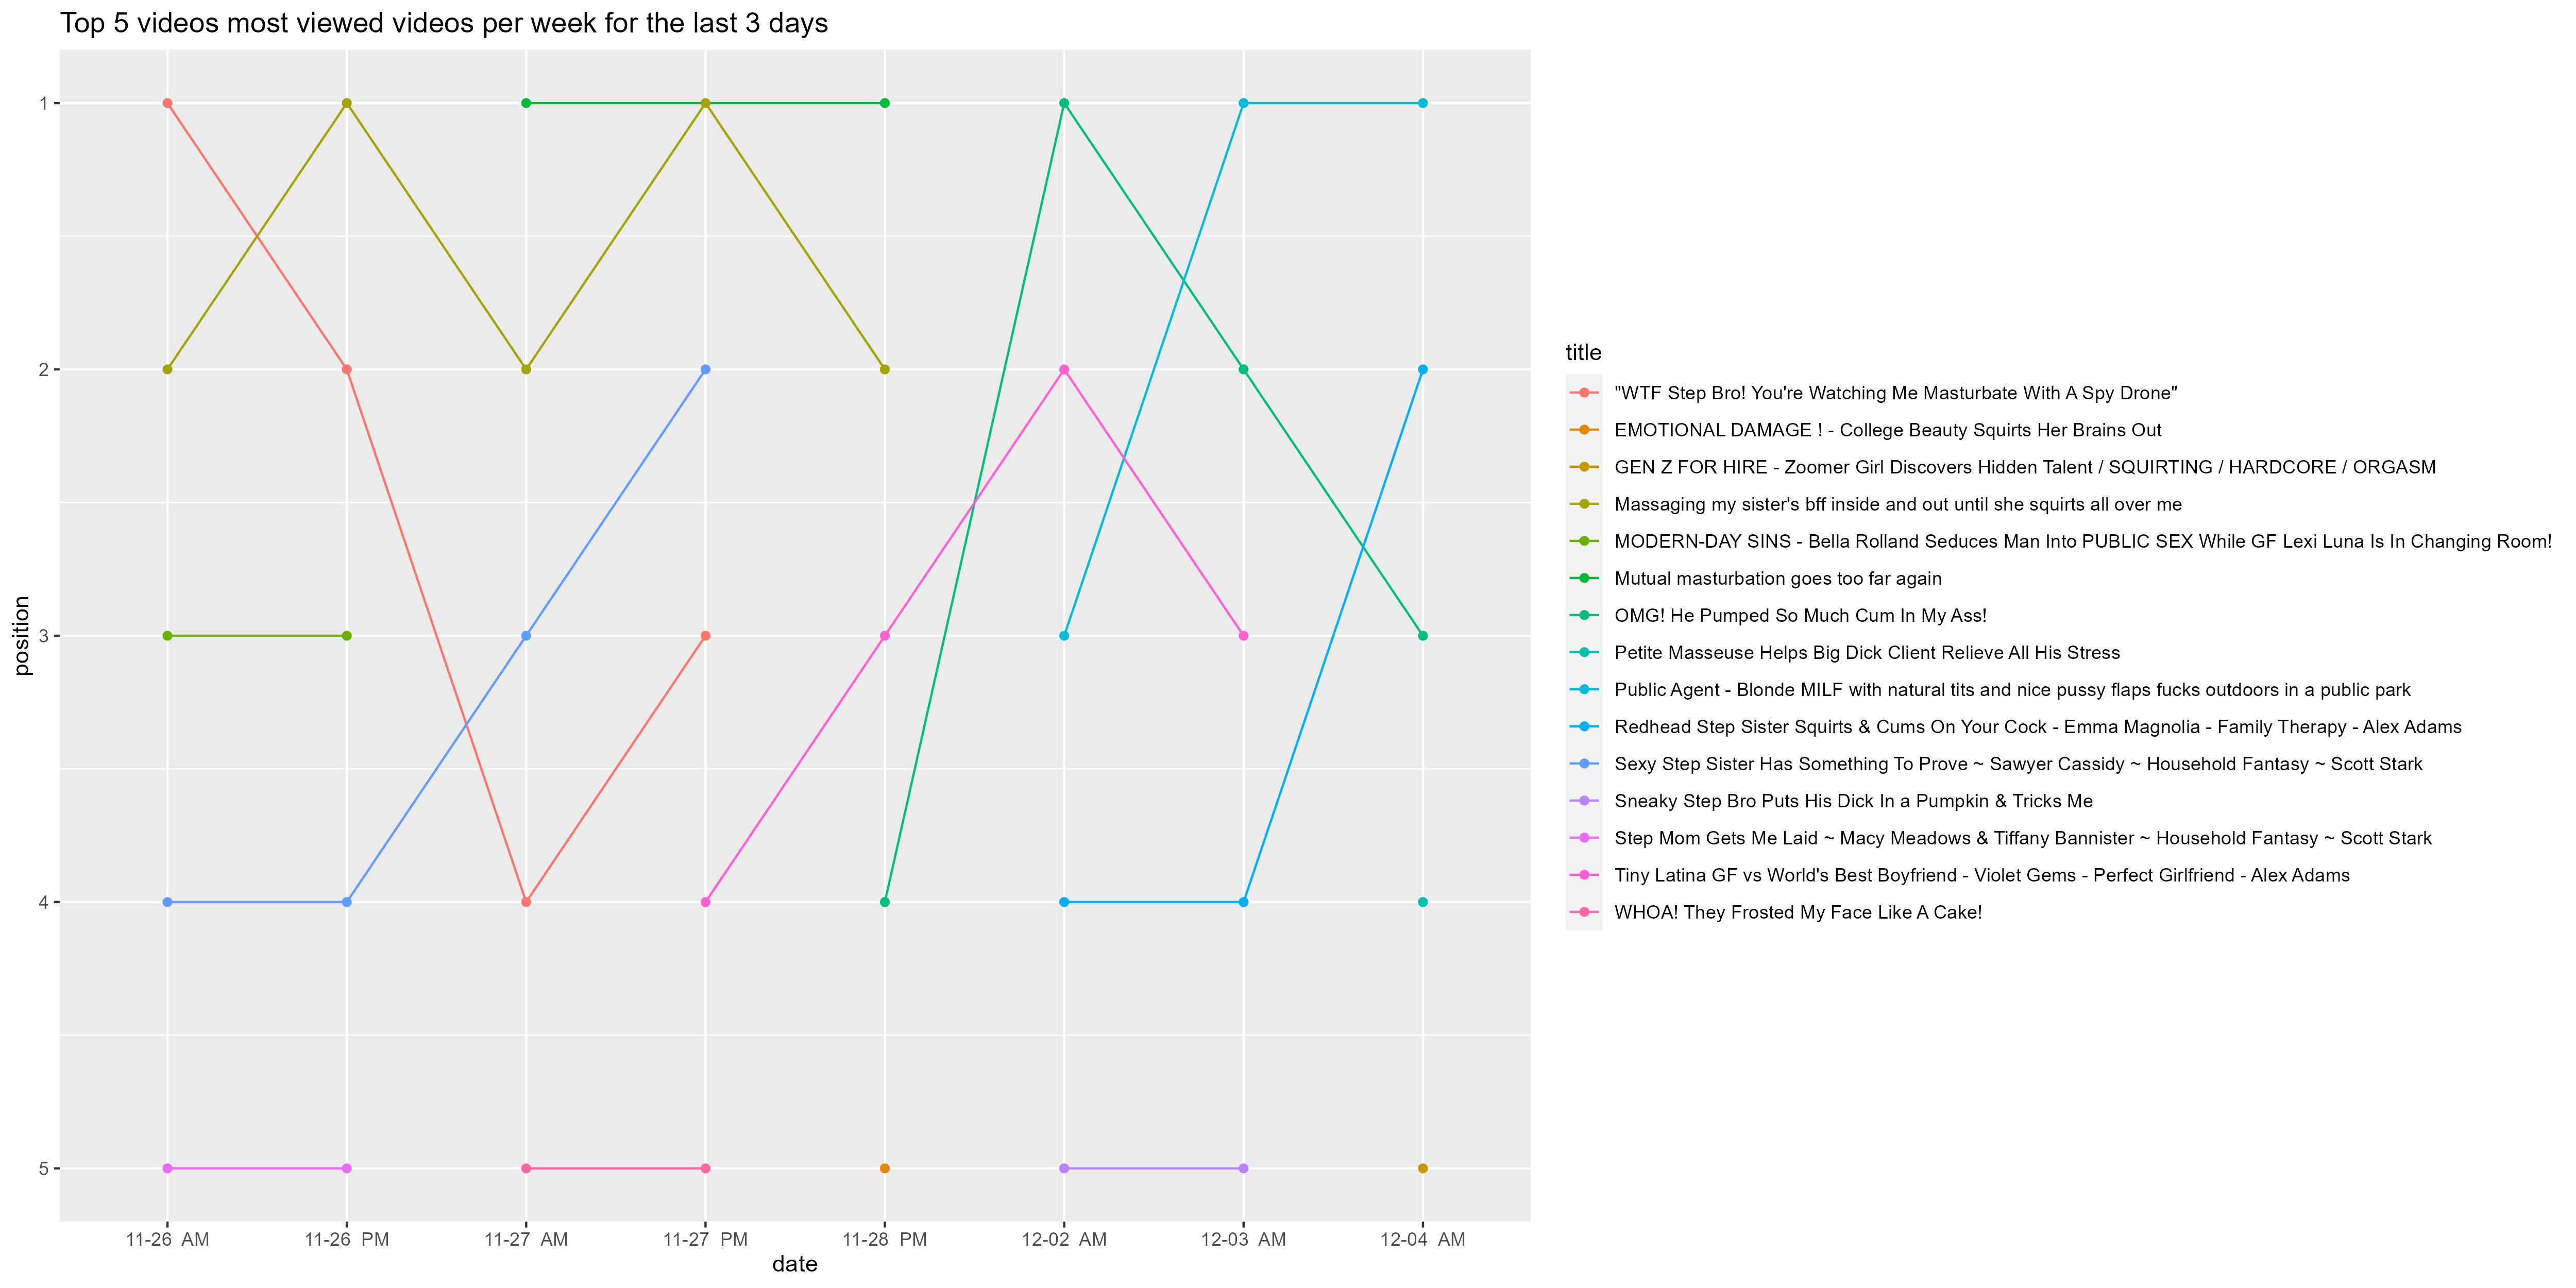 Top 5 videos most viewed videos per week for the last 3 days
position
1
2
3
4
5
11-26 AM
11-26 PM
11-27 AM
11-27 PM
11-28 PM
12-02 AM
12-03 AM
12-04 AM
date
title
"WTF Step Bro! You're Watching Me Masturbate With A Spy Drone"
EMOTIONAL DAMAGE ! - College Beauty Squirts Her Brains Out
GEN Z FOR HIRE - Zoomer Girl Discovers Hidden Talent / SQUIRTING / HARDCORE / ORGASM
Massaging my sister's bff inside and out until she squirts all over me
MODERN-DAY SINS - Bella Rolland Seduces Man Into PUBLIC SEX While GF Lexi Luna Is In Changing Room!
Mutual masturbation goes too far again
OMG! He Pumped So Much Cum In My Ass!
Petite Masseuse Helps Big Dick Client Relieve All His Stress
Public Agent - Blonde MILF with natural tits and nice pussy flaps fucks outdoors in a public park
Redhead Step Sister Squirts & Cums On Your Cock - Emma Magnolia - Family Therapy - Alex Adams
Sexy Step Sister Has Something To Prove ~ Sawyer Cassidy ~ Household Fantasy ~ Scott Stark
Sneaky Step Bro Puts His Dick In a Pumpkin & Tricks Me
Step Mom Gets Me Laid ~ Macy Meadows & Tiffany Bannister ~ Household Fantasy ~ Scott Stark
Tiny Latina GF vs World's Best Boyfriend - Violet Gems - Perfect Girlfriend - Alex Adams
WHOA! They Frosted My Face Like A Cake!